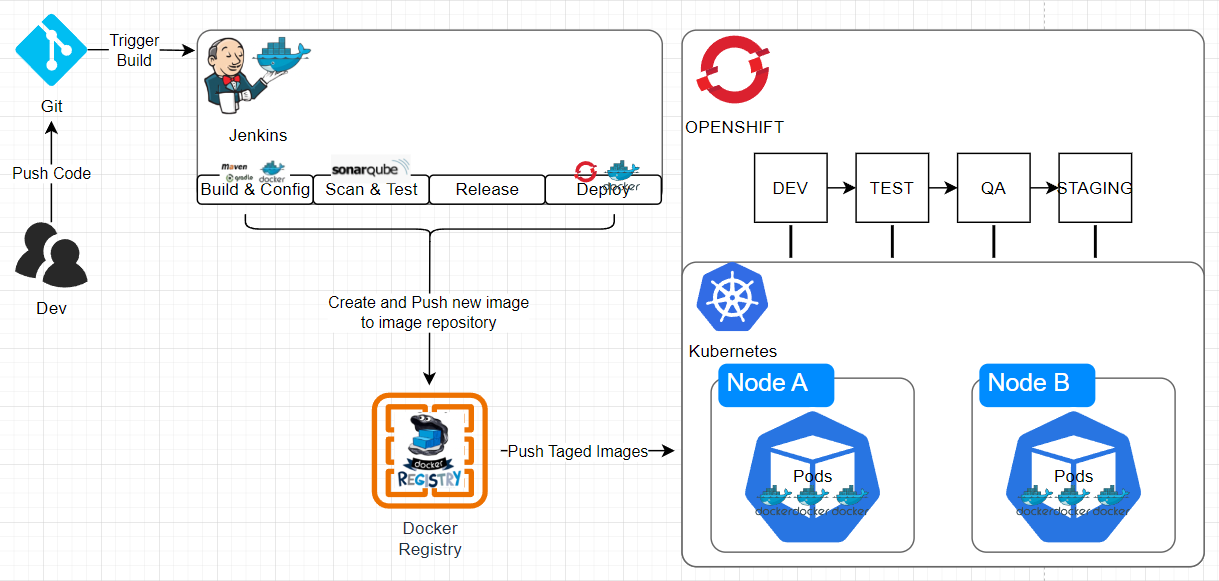 Trigger
Build
Git
Push Code
Dev
Jenkins
Maven
gradle
docker
sonarqube
docker
Build & Config
Scan & Test
Release
Deploy
Create and Push new image
to image repository
docker
REGISTRY
Docker
Registry
Push Taged Images
OPENSHIFT
DEV
TEST
QA
STAGING
Kubernetes
Node A
Pods
docker docker docker
Node B
Pods
docker docker docker